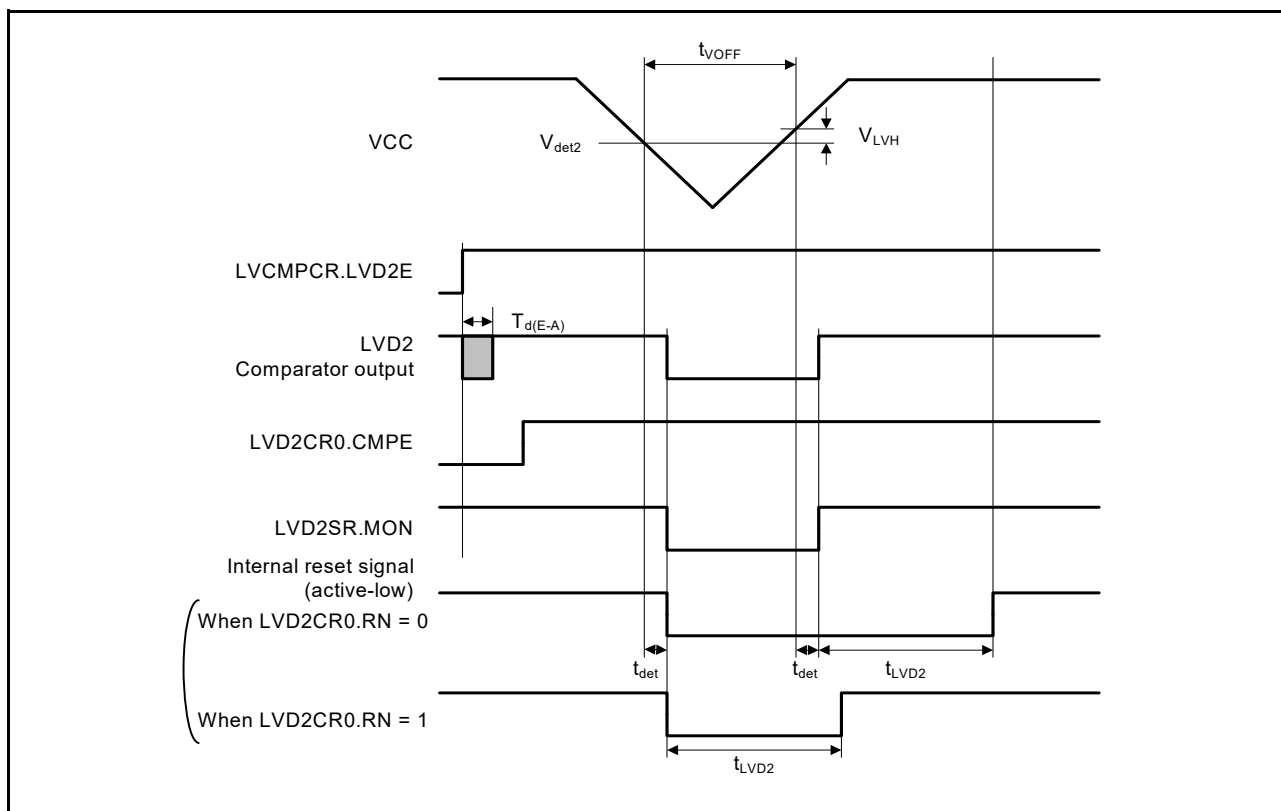 tVOFF
VCC
Vdet2
VLVH
LVCMPCR.LVD2E
Td(E-A)
LVD2
Comparator output
LVD2CR0.CMPE
LVD2SR.MON
Internal reset signal
(active-low)
When LVD2CR0.RN = 0
tdet
tdet
tLVD2
When LVD2CR0.RN = 1
tLVD2